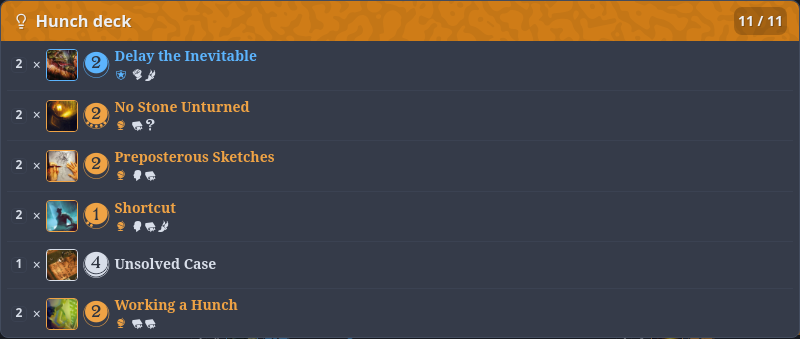 Hunch deck
11 / 11
2 × 2 Delay the Inevitable
2 × 2 No Stone Unturned
?
2 × 2 Preposterous Sketches
2 × 1 Shortcut
1 × 4 Unsolved Case
2 × 2 Working a Hunch